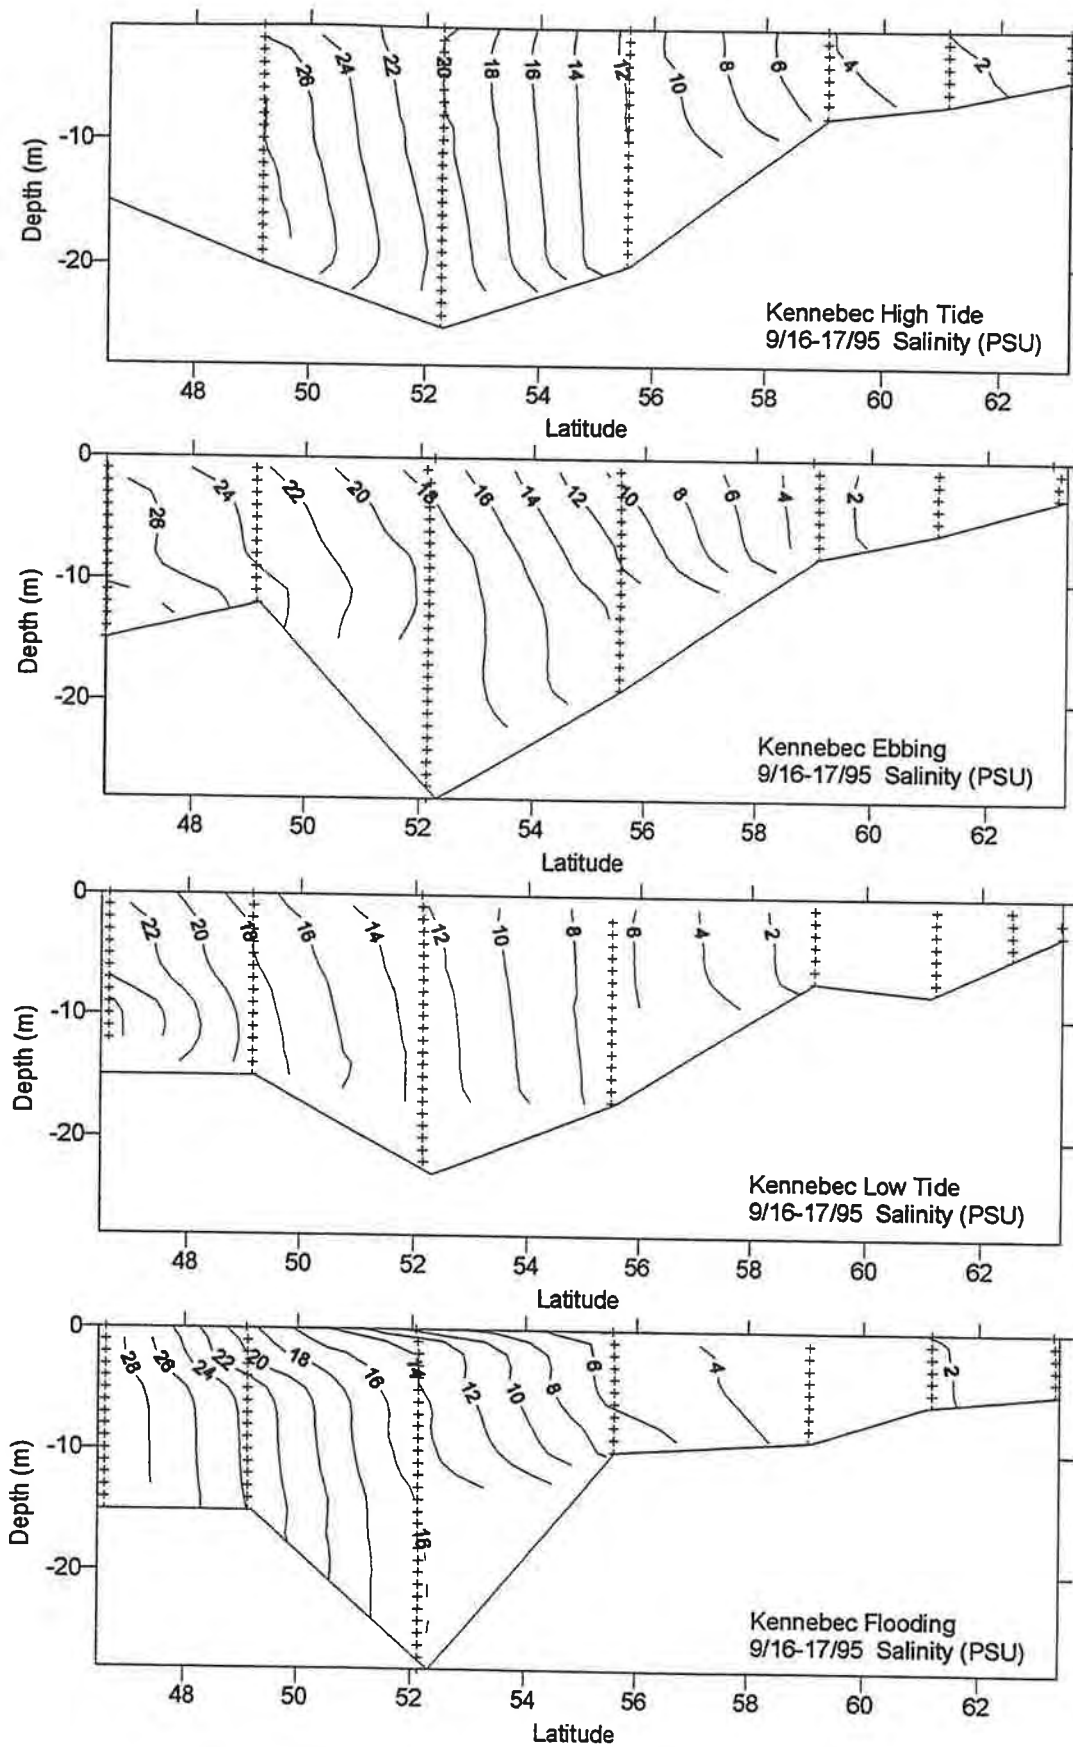 26 24 22 20 18 16 14 12 10 8 6 4 2
-10
-20
Depth (m)
Kennebec High Tide
9/16-17/95 Salinity (PSU)
48 50 52 54 56 58 60 62
Latitude
0
-10
-20
Depth (m)
26 24 22 20 18 16 14 12 10 8 6 4 2
Kennebec Ebbing
9/16-17/95 Salinity (PSU)
48 50 52 54 56 58 60 62
Latitude
0
-10
-20
Depth (m)
22 20 18 16 14 12 10 8 6 4 2
Kennebec Low Tide
9/16-17/95 Salinity (PSU)
48 50 52 54 56 58 60 62
Latitude
0
-10
-20
Depth (m)
28 26 24 22 20 18 16 14 12 10 8 6 4 2
16
Kennebec Flooding
9/16-17/95 Salinity (PSU)
48 50 52 54 56 58 60 62
Latitude